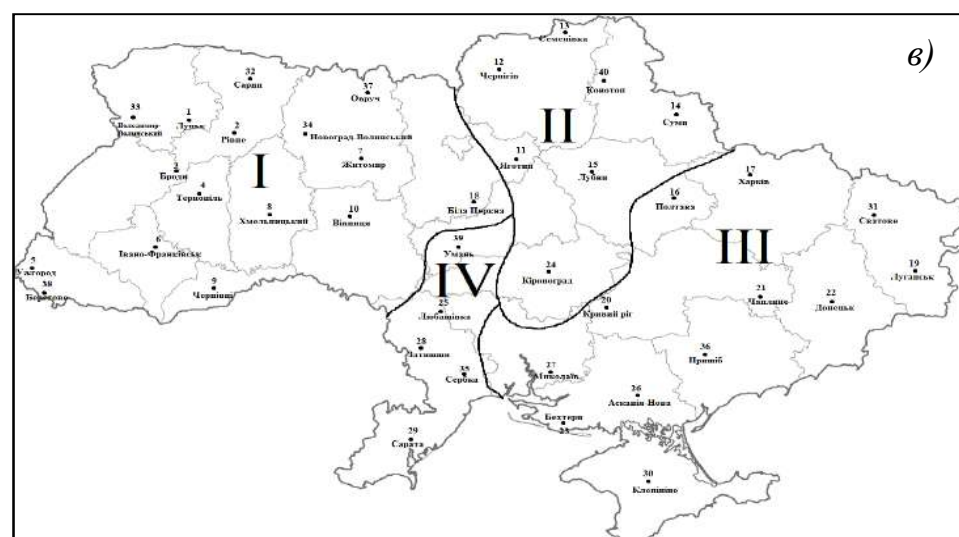 в)
13
Семенівка
12
Чернігів
40
Конотоп
14
Суми
II
32
Сарни
37
Овруч
33
Володимир-
Волинський
1
Луцьк
2
Рівне
34
Новоград-Волинський
7
Житомир
I
11
Яготин
15
Лубни
17
Харків
3
Броди
4
Тернопіль
8
Хмельницький
10
Вінниця
18
Біла Церква
16
Полтава
31
Сватово
6
Івано-Франківськ
39
Умань
III
5
Ужгород
38
Берегово
9
Чернівці
IV
24
Кіровоград
19
Луганськ
25
Любашівка
20
Кривий ріг
21
Чаплине
22
Донецьк
28
Затишшя
35
Сербка
27
Миколаїв
36
Пришиб
26
Асканія-Нова
Бехтери
23
29
Сарата
30
Клепініно